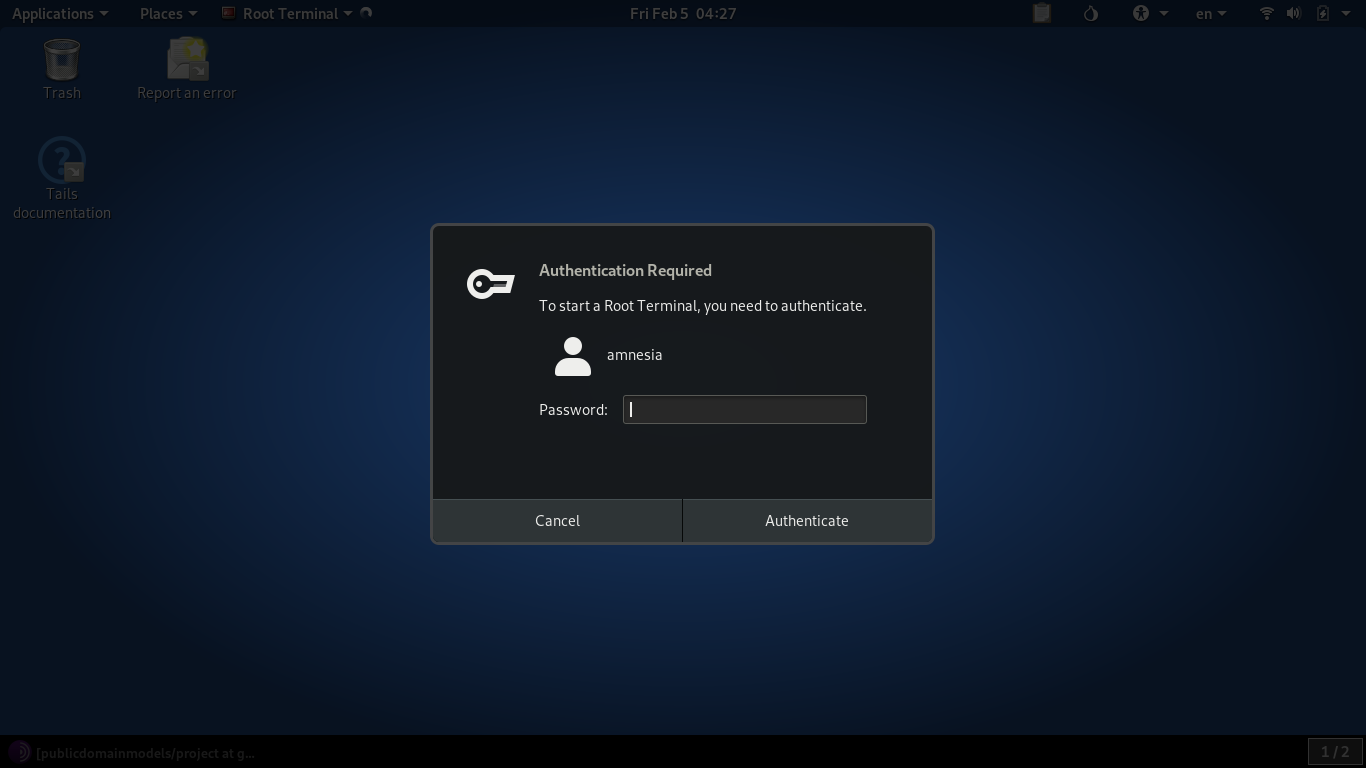 Applications Places Root Terminal Fri Feb 5 04:27 en
Trash
Report an error
Tails
documentation
Authentication Required
To start a Root Terminal, you need to authenticate.
amnesia
Password:
Cancel Authenticate
[publicdomainmodels/project at g... 1 / 2